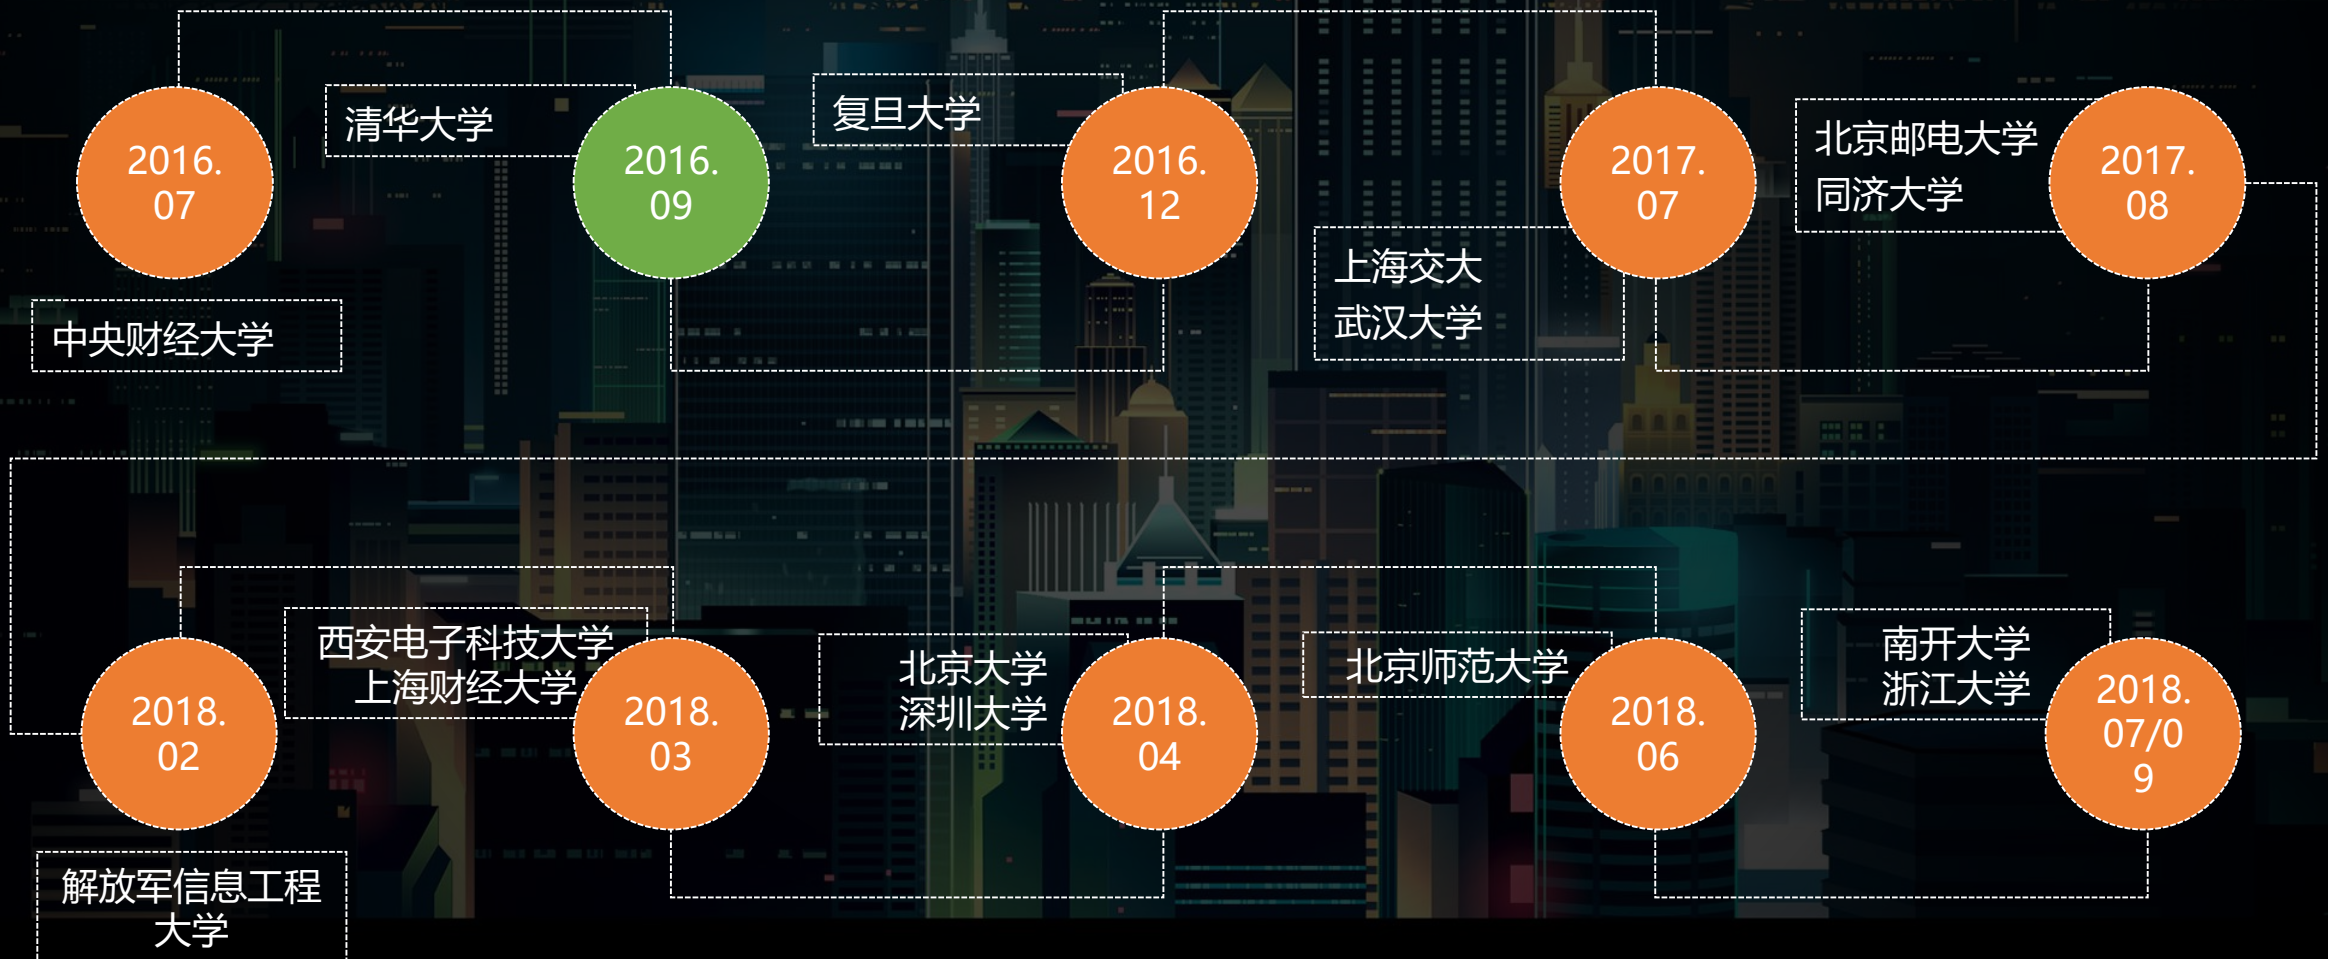 2016.
07
中央财经大学
清华大学
2016.
09
复旦大学
2016.
12
上海交大
武汉大学
2017.
07
北京邮电大学
同济大学
2017.
08
2018.
02
解放军信息工程
大学
西安电子科技大学
上海财经大学
2018.
03
北京大学
深圳大学
2018.
04
北京师范大学
2018.
06
南开大学
浙江大学
2018.
07/0
9